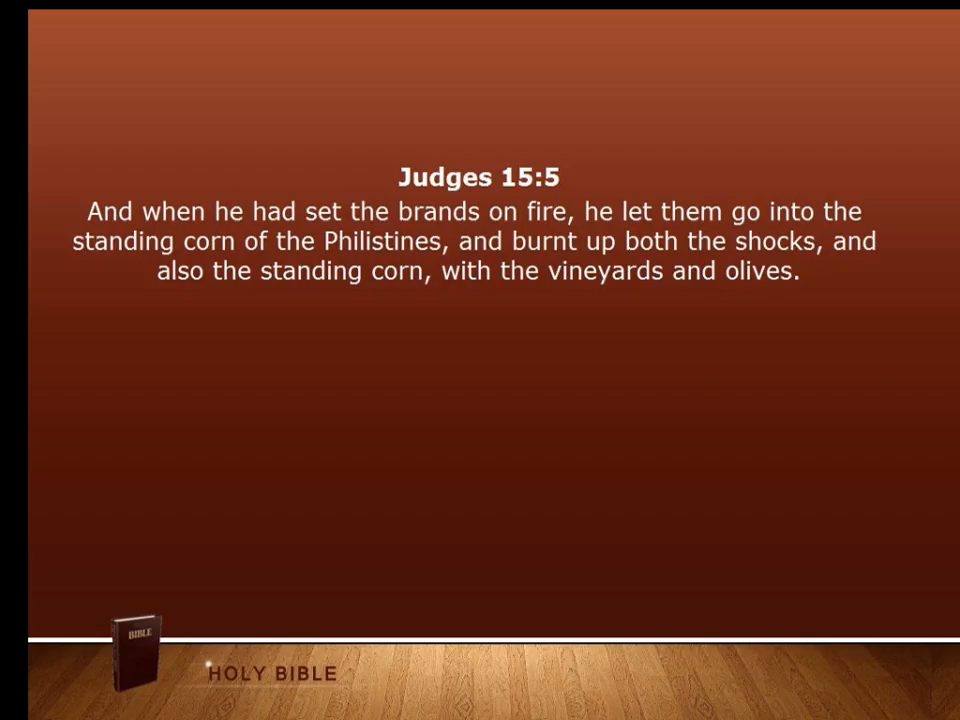 Judges 15:5
And when he had set the brands on fire, he let them go into the
standing corn of the Philistines, and burnt up both the shocks, and
also the standing corn, with the vineyards and olives.
BIBLE
HOLY BIBLE